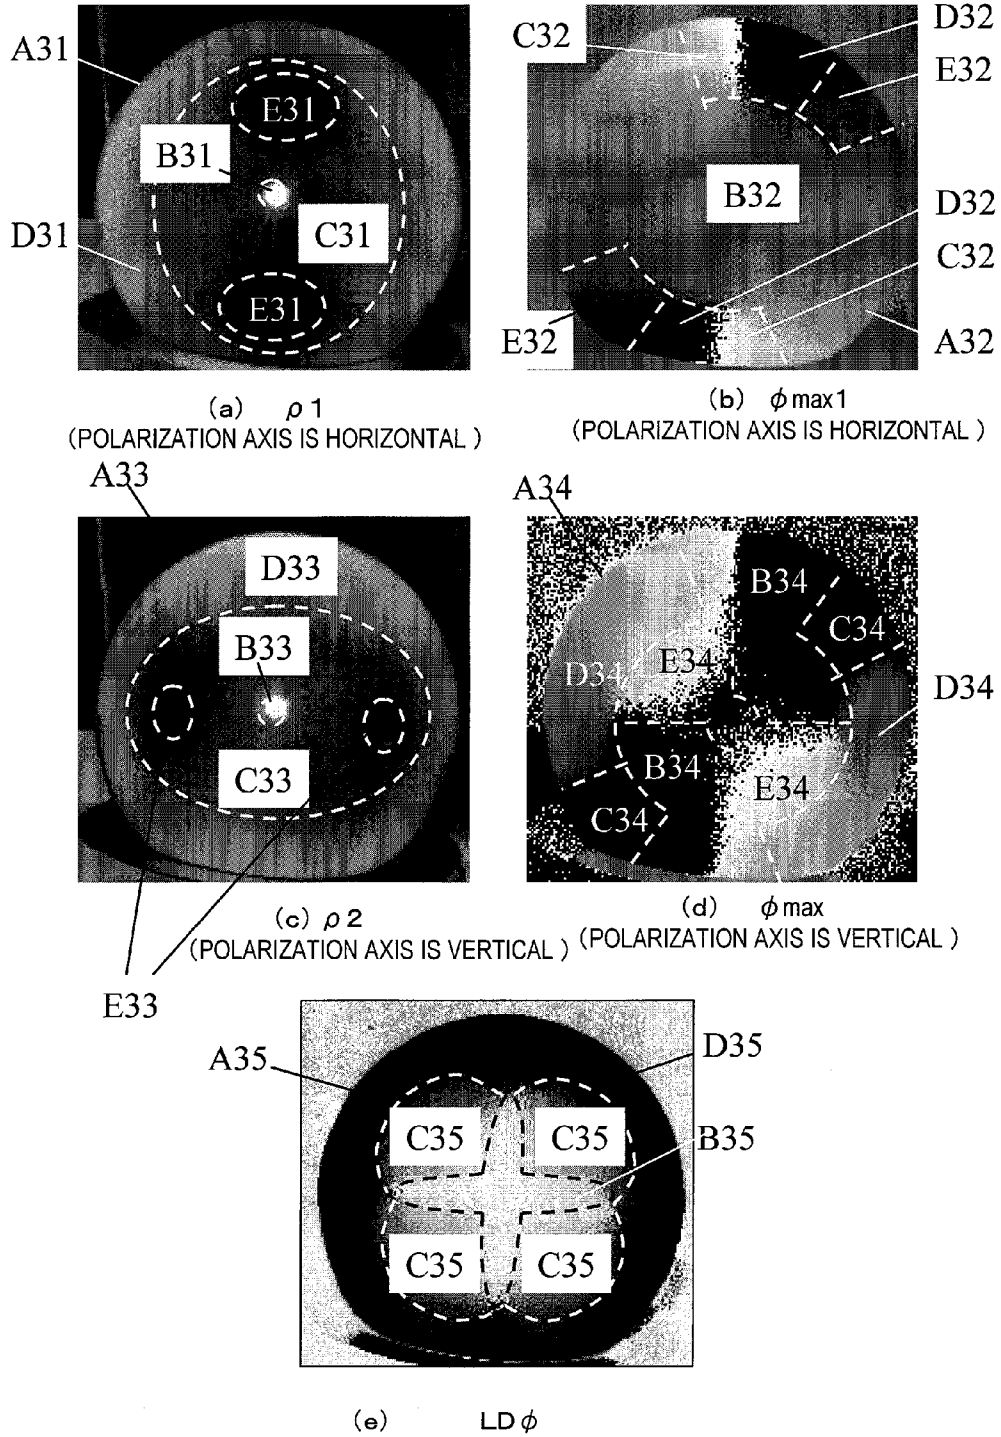 A31
E31
B31
C31
D31
E31
C32
D32
E32
B32
D32
C32
E32
A32
(a) ρ1
(POLARIZATION AXIS IS HORIZONTAL)
(b) φmax1
(POLARIZATION AXIS IS HORIZONTAL)
A33
D33
B33
C33
A34
B34
C34
D34
E34
D34
B34
E34
C34
(c) ρ2
(POLARIZATION AXIS IS VERTICAL)
(d) φmax
(POLARIZATION AXIS IS VERTICAL)
E33
A35
D35
C35 C35
B35
C35 C35
(e) LDφ